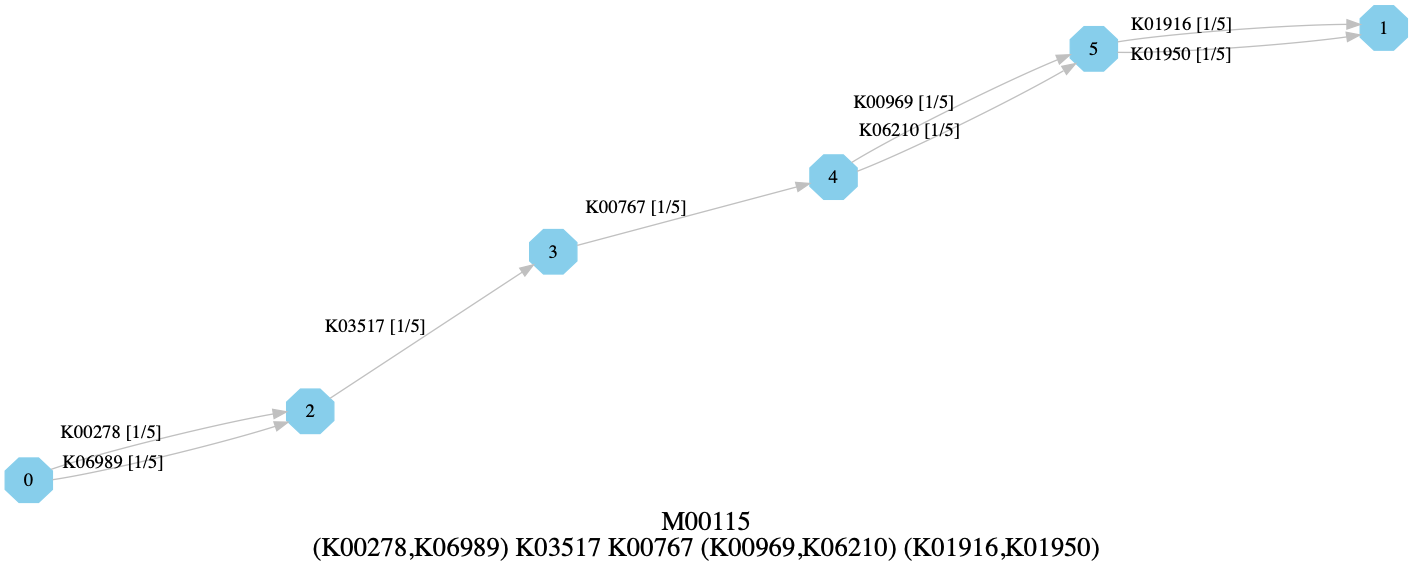 K01916 [1/5]
5
1
K01950 [1/5]
K00969 [1/5]
K06210 [1/5]
4
K00767 [1/5]
3
K03517 [1/5]
2
K00278 [1/5]
K06989 [1/5]
0
M00115
(K00278,K06989) K03517 K00767 (K00969,K06210) (K01916,K01950)